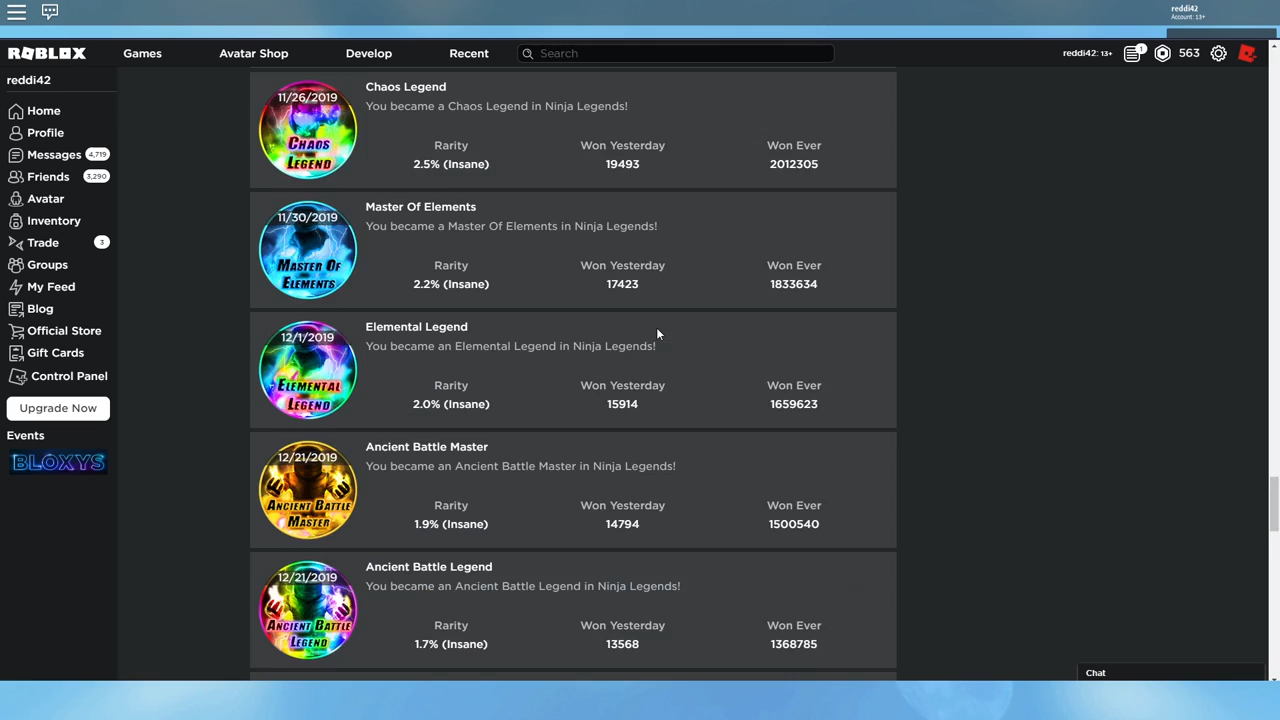 reddi42
Account: 13+
ROBLOX
Games
Avatar Shop
Develop
Recent
Search
reddi42: 13+
1
563
reddi42
Home
Profile
Messages 4,719
Friends 3,290
Avatar
Inventory
Trade 3
Groups
My Feed
Blog
Official Store
Gift Cards
Control Panel
Upgrade Now
Events
BLOXYS
11/26/2019
CHAOS
LEGEND
Chaos Legend
You became a Chaos Legend in Ninja Legends!
Rarity Won Yesterday Won Ever
2.5% (Insane) 19493 2012305
11/30/2019
MASTER OF
ELEMENTS
Master Of Elements
You became a Master Of Elements in Ninja Legends!
Rarity Won Yesterday Won Ever
2.2% (Insane) 17423 1833634
12/1/2019
ELEMENTAL
LEGEND
Elemental Legend
You became an Elemental Legend in Ninja Legends!
Rarity Won Yesterday Won Ever
2.0% (Insane) 15914 1659623
12/21/2019
ANCIENT BATTLE
MASTER
Ancient Battle Master
You became an Ancient Battle Master in Ninja Legends!
Rarity Won Yesterday Won Ever
1.9% (Insane) 14794 1500540
12/21/2019
ANCIENT BATTLE
LEGEND
Ancient Battle Legend
You became an Ancient Battle Legend in Ninja Legends!
Rarity Won Yesterday Won Ever
1.7% (Insane) 13568 1368785
Chat